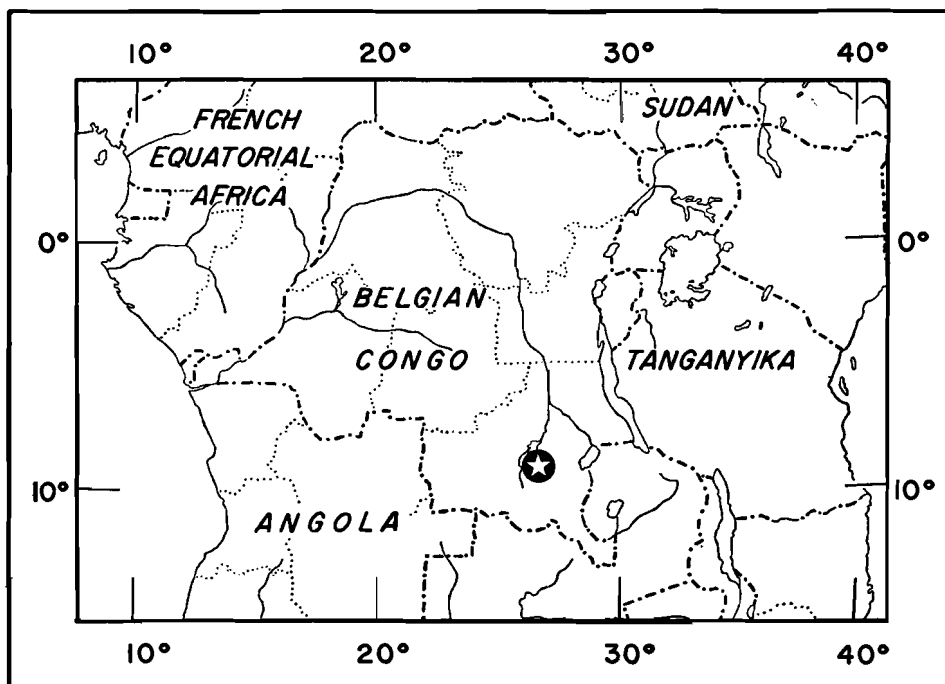 10° 20° 30° 40°
FRENCH
EQUATORIAL
AFRICA
SUDAN
0° 0°
BELGIAN
CONGO
TANGANYIKA
10° 10°
ANGOLA
10° 20° 30° 40°